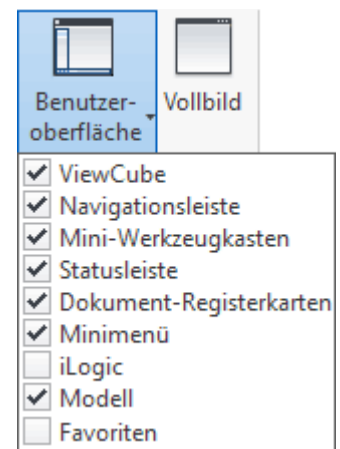 Benutzer-
oberfläche
Vollbild
ViewCube
Navigationsleiste
Mini-Werkzeugkasten
Statusleiste
Dokument-Registerkarten
Minimenü
iLogic
Modell
Favoriten